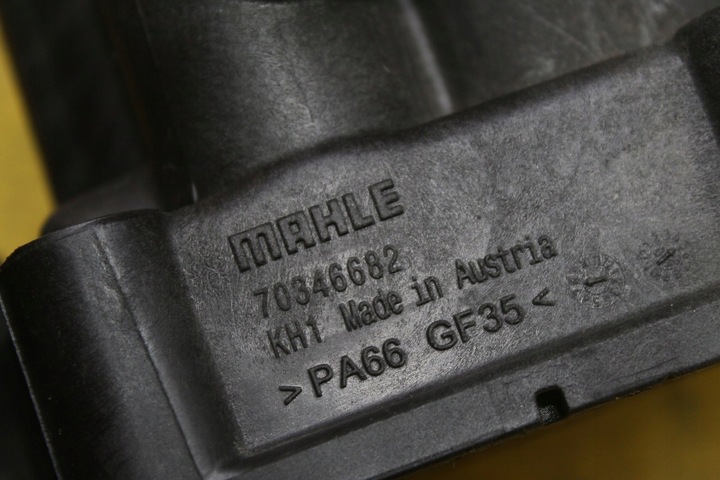 MAHLE
70346682
KH1 Made in Austria
>PA66 GF35<